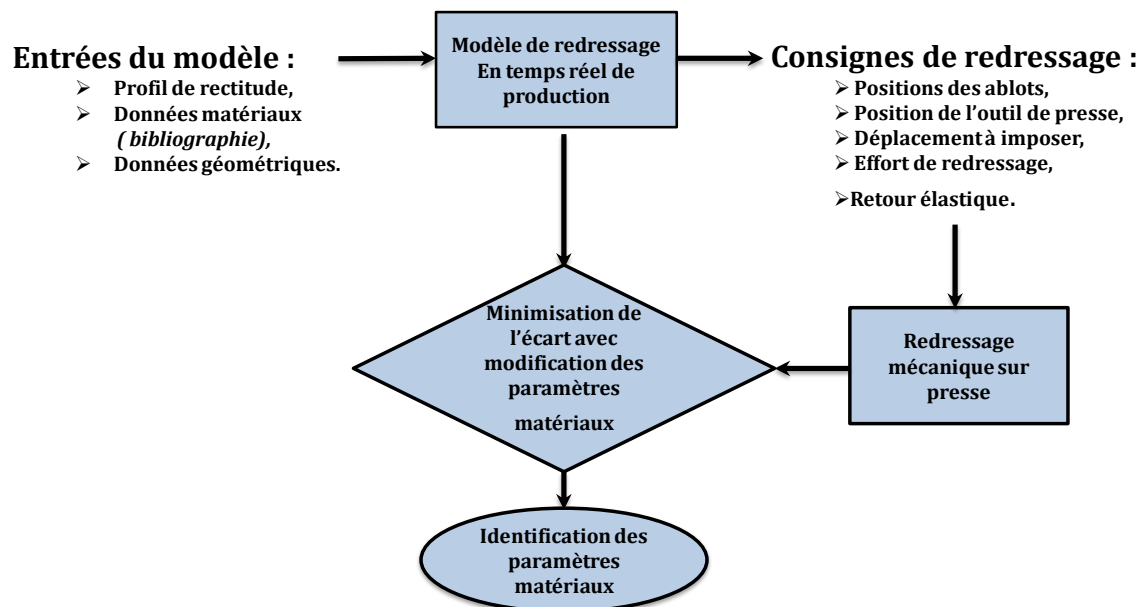 Entrées du modèle :
➢ Profil de rectitude,
➢ Données matériaux
( bibliographie),
➢ Données géométriques.
Modèle de redressage
En temps réel de
production
Consignes de redressage :
➢ Positions des ablots,
➢ Position de l'outil de presse,
➢ Déplacement à imposer,
➢ Effort de redressage,
➢Retour élastique.
Minimisation de
l'écart avec
modification des
paramètres
matériaux
Redressage
mécanique sur
presse
Identification des
paramètres
matériaux